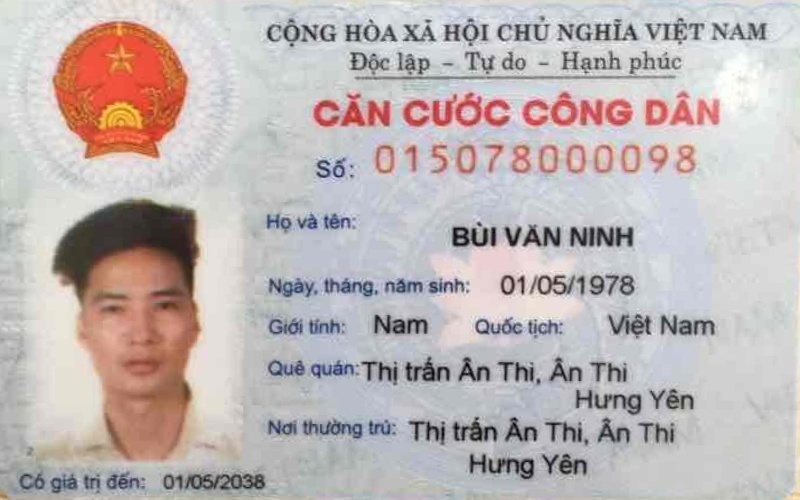 CỘNG HÒA XÃ HỘI CHỦ NGHĨA VIỆT NAM
Độc lập - Tự do - Hạnh phúc
CĂN CƯỚC CÔNG DÂN
Số: 015078000098
Họ và tên:
BÙI VĂN NINH
Ngày, tháng, năm sinh: 01/05/1978
Giới tính: Nam Quốc tịch: Việt Nam
Quê quán: Thị trấn Ân Thi, Ân Thi
Hưng Yên
Nơi thường trú: Thị trấn Ân Thi, Ân Thi
Hưng Yên
Có giá trị đến: 01/05/2038